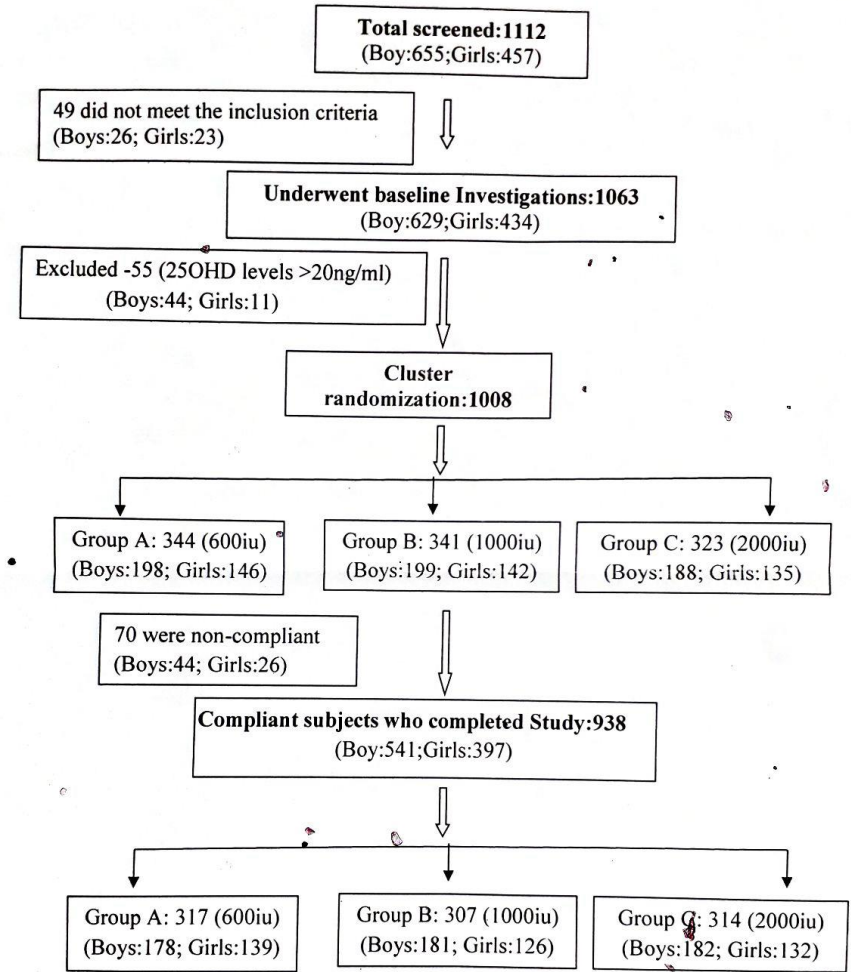 Total screened:1112
(Boy:655;Girls:457)
49 did not meet the inclusion criteria
(Boys:26; Girls:23)
Underwent baseline Investigations:1063
(Boy:629;Girls:434)
Excluded -55 (25OHD levels >20ng/ml)
(Boys:44; Girls:11)
Cluster
randomization:1008
Group A: 344 (600iu)
(Boys:198; Girls:146)
Group B: 341 (1000iu)
(Boys:199; Girls:142)
Group C: 323 (2000iu)
(Boys:188; Girls:135)
70 were non-compliant
(Boys:44; Girls:26)
Compliant subjects who completed Study:938
(Boy:541;Girls:397)
Group A: 317 (600iu)
(Boys:178; Girls:139)
Group B: 307 (1000iu)
(Boys:181; Girls:126)
Group C: 314 (2000iu)
(Boys:182; Girls:132)